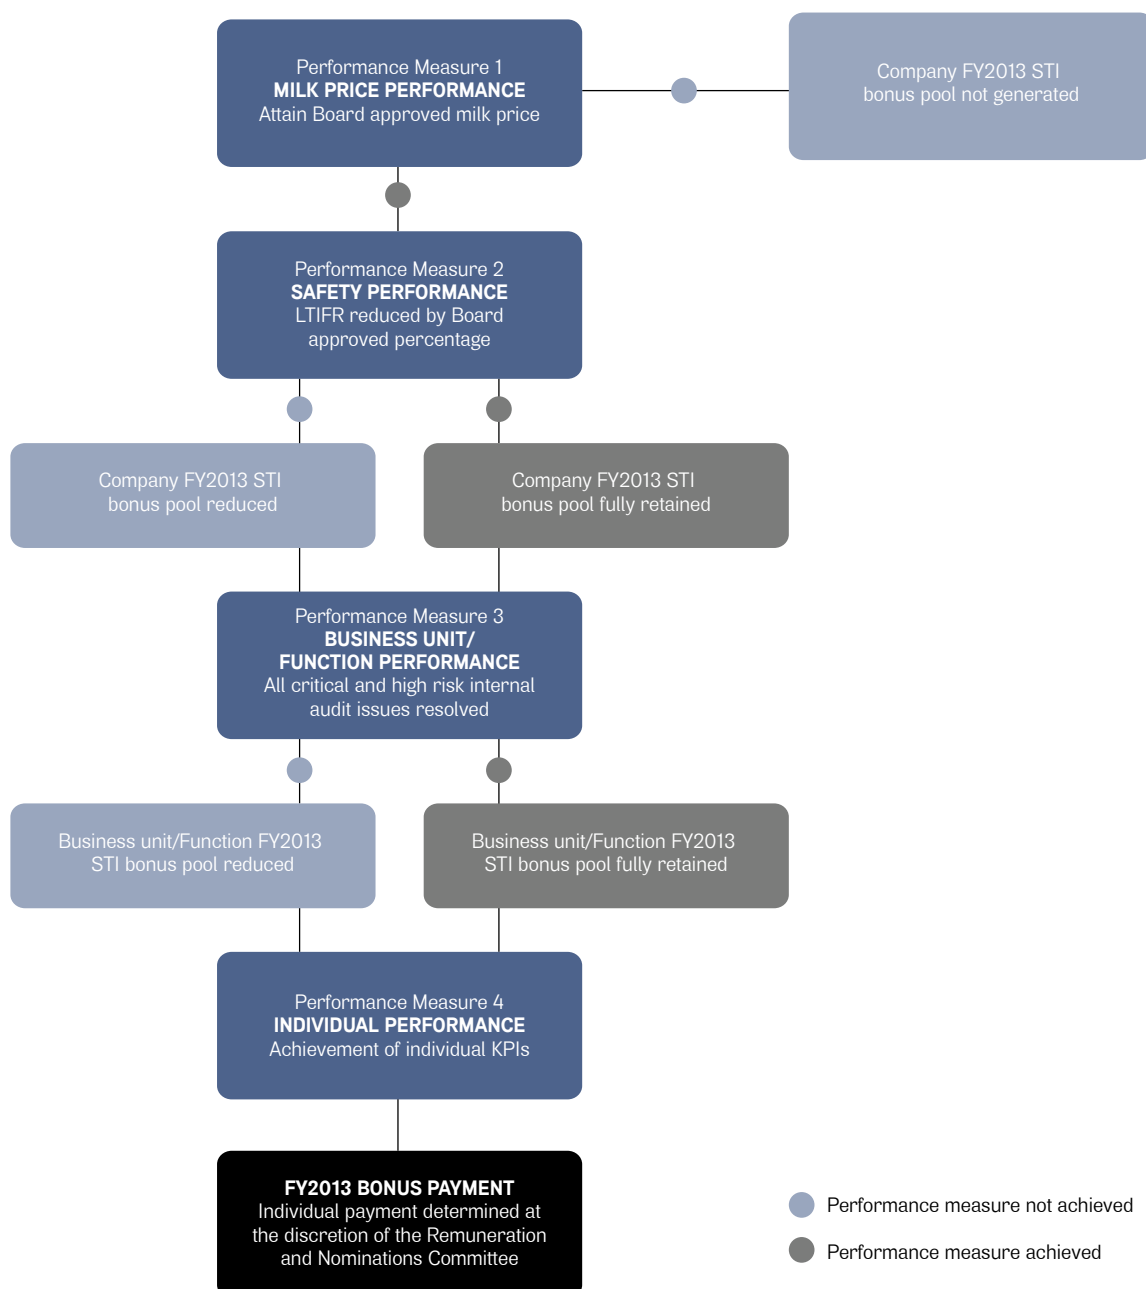 Performance Measure 1
MILK PRICE PERFORMANCE
Attain Board approved milk price
Company FY2013 STI
bonus pool not generated
Performance Measure 2
SAFETY PERFORMANCE
LTIFR reduced by Board
approved percentage
Company FY2013 STI
bonus pool reduced
Company FY2013 STI
bonus pool fully retained
Performance Measure 3
BUSINESS UNIT/
FUNCTION PERFORMANCE
All critical and high risk internal
audit issues resolved
Business unit/Function FY2013
STI bonus pool reduced
Business unit/Function FY2013
STI bonus pool fully retained
Performance Measure 4
INDIVIDUAL PERFORMANCE
Achievement of individual KPIs
FY2013 BONUS PAYMENT
Individual payment determined at
the discretion of the Remuneration
and Nominations Committee
Performance measure not achieved
Performance measure achieved